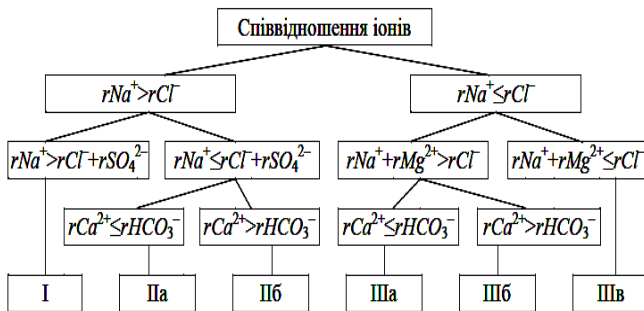 Співвідношення іонів
rNa⁺>rCl⁻
rNa⁺≤rCl⁻
rNa⁺>rCl⁻+rSO₄²⁻
rNa⁺≤rCl⁻+rSO₄²⁻
rNa⁺+rMg²⁺>rCl⁻
rNa⁺+rMg²⁺≤rCl⁻
rCa²⁺≤rHCO₃⁻
rCa²⁺>rHCO₃⁻
rCa²⁺≤rHCO₃⁻
rCa²⁺>rHCO₃⁻
I
IIа
IIб
IIIа
IIIб
IIIв